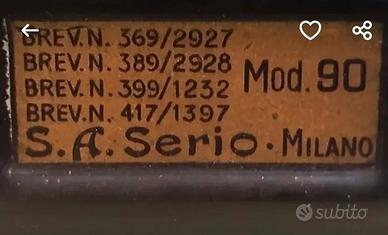 BREV.N. 369/2927
BREV.N. 389/2928
BREV.N. 399/1232
BREV.N. 417/1397
Mod. 90
S.A. Serio · MILANO
subito